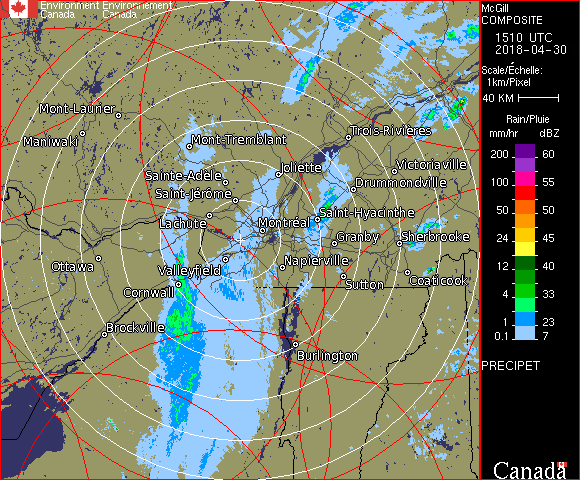 Environment Environnement
Canada Canada
Mont-Laurier
Maniwaki
Mont-Tremblant
Trois-Rivières
Sainte-Adèle
Joliette
Victoriaville
Saint-Jérôme
Drummondville
Lachute
Montréal
Saint-Hyacinthe
Granby
Sherbrooke
Ottawa
Valleyfield
Napierville
Cornwall
Sutton
Coaticook
Brockville
Burlington
McGill
COMPOSITE
1510 UTC
2018-04-30
Scale/Échelle:
1km/Pixel
40 KM
Rain/Pluie
mm/hr dBZ
200 60
150 57
100 55
50 50
24 45
12 40
4 33
1 23
0.1 7
PRECIPET
Canada